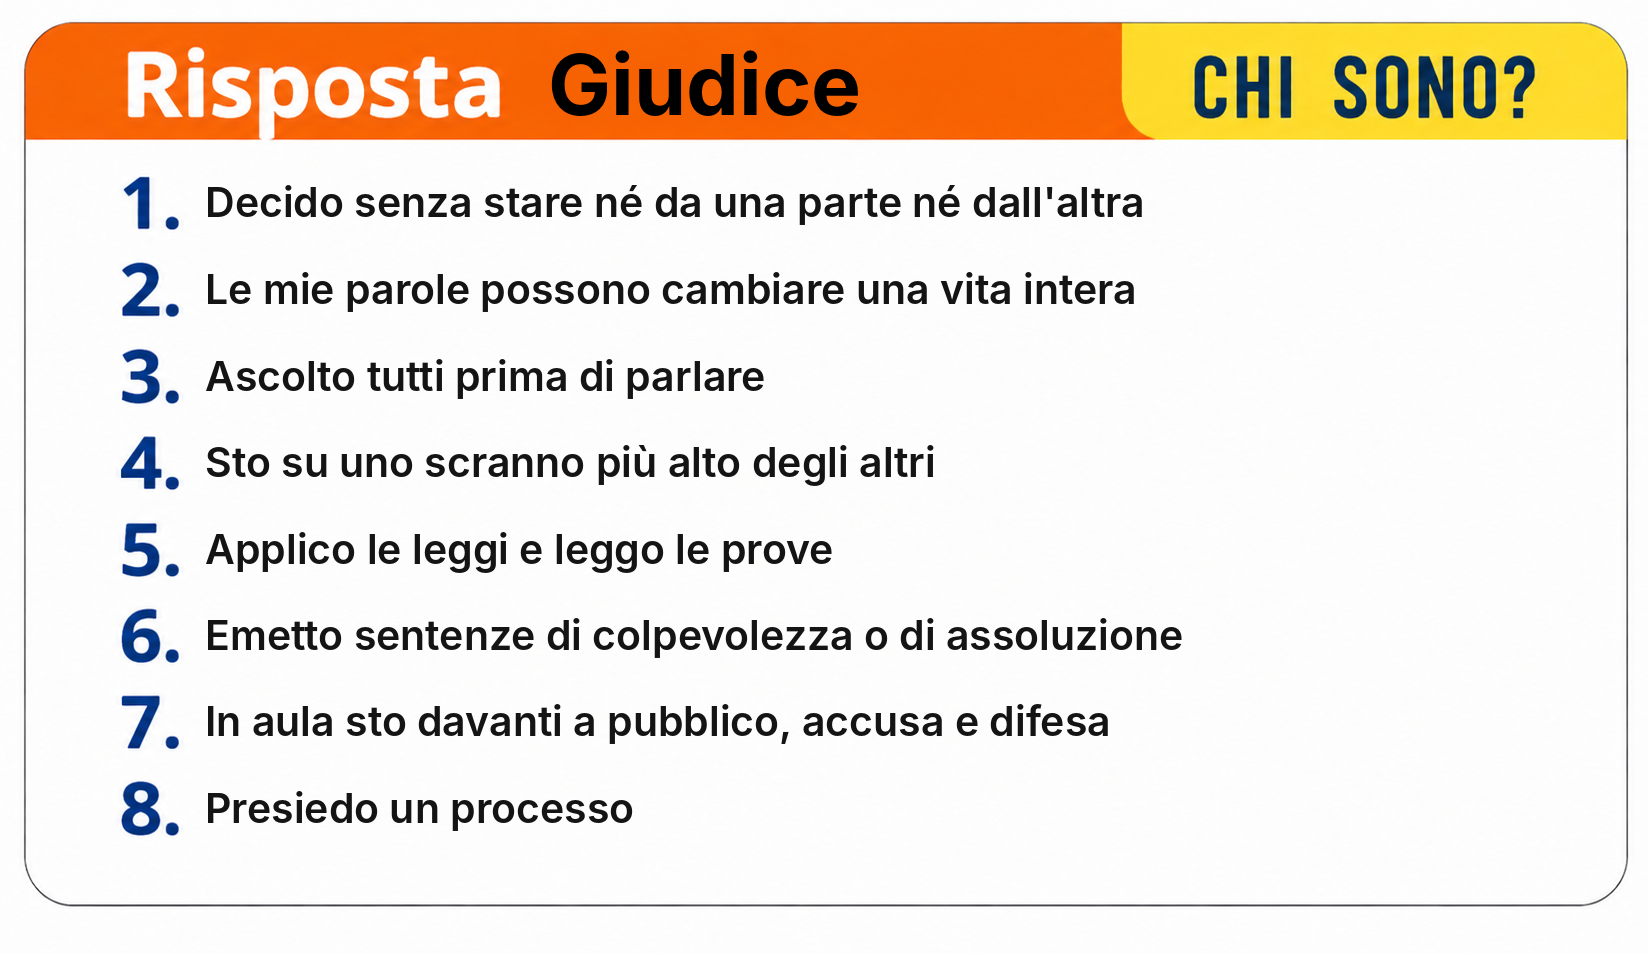 Risposta Giudice CHI SONO?
1. Decido senza stare né da una parte né dall'altra
2. Le mie parole possono cambiare una vita intera
3. Ascolto tutti prima di parlare
4. Sto su uno scranno più alto degli altri
5. Applico le leggi e leggo le prove
6. Emetto sentenze di colpevolezza o di assoluzione
7. In aula sto davanti a pubblico, accusa e difesa
8. Presiedo un processo